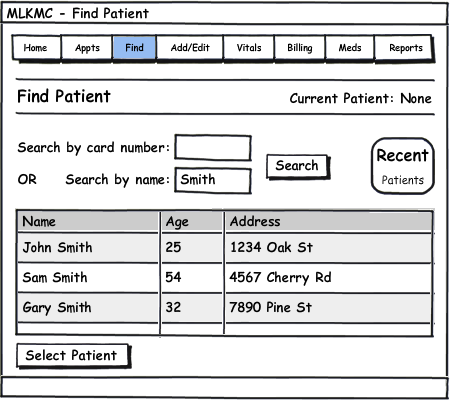 MLKMC - Find Patient
Home Appts Find Add/Edit Vitals Billing Meds Reports
Find Patient Current Patient: None
Search by card number:
Search
OR Search by name: Smith
Recent
Patients
Name Age Address
John Smith 25 1234 Oak St
Sam Smith 54 4567 Cherry Rd
Gary Smith 32 7890 Pine St
Select Patient